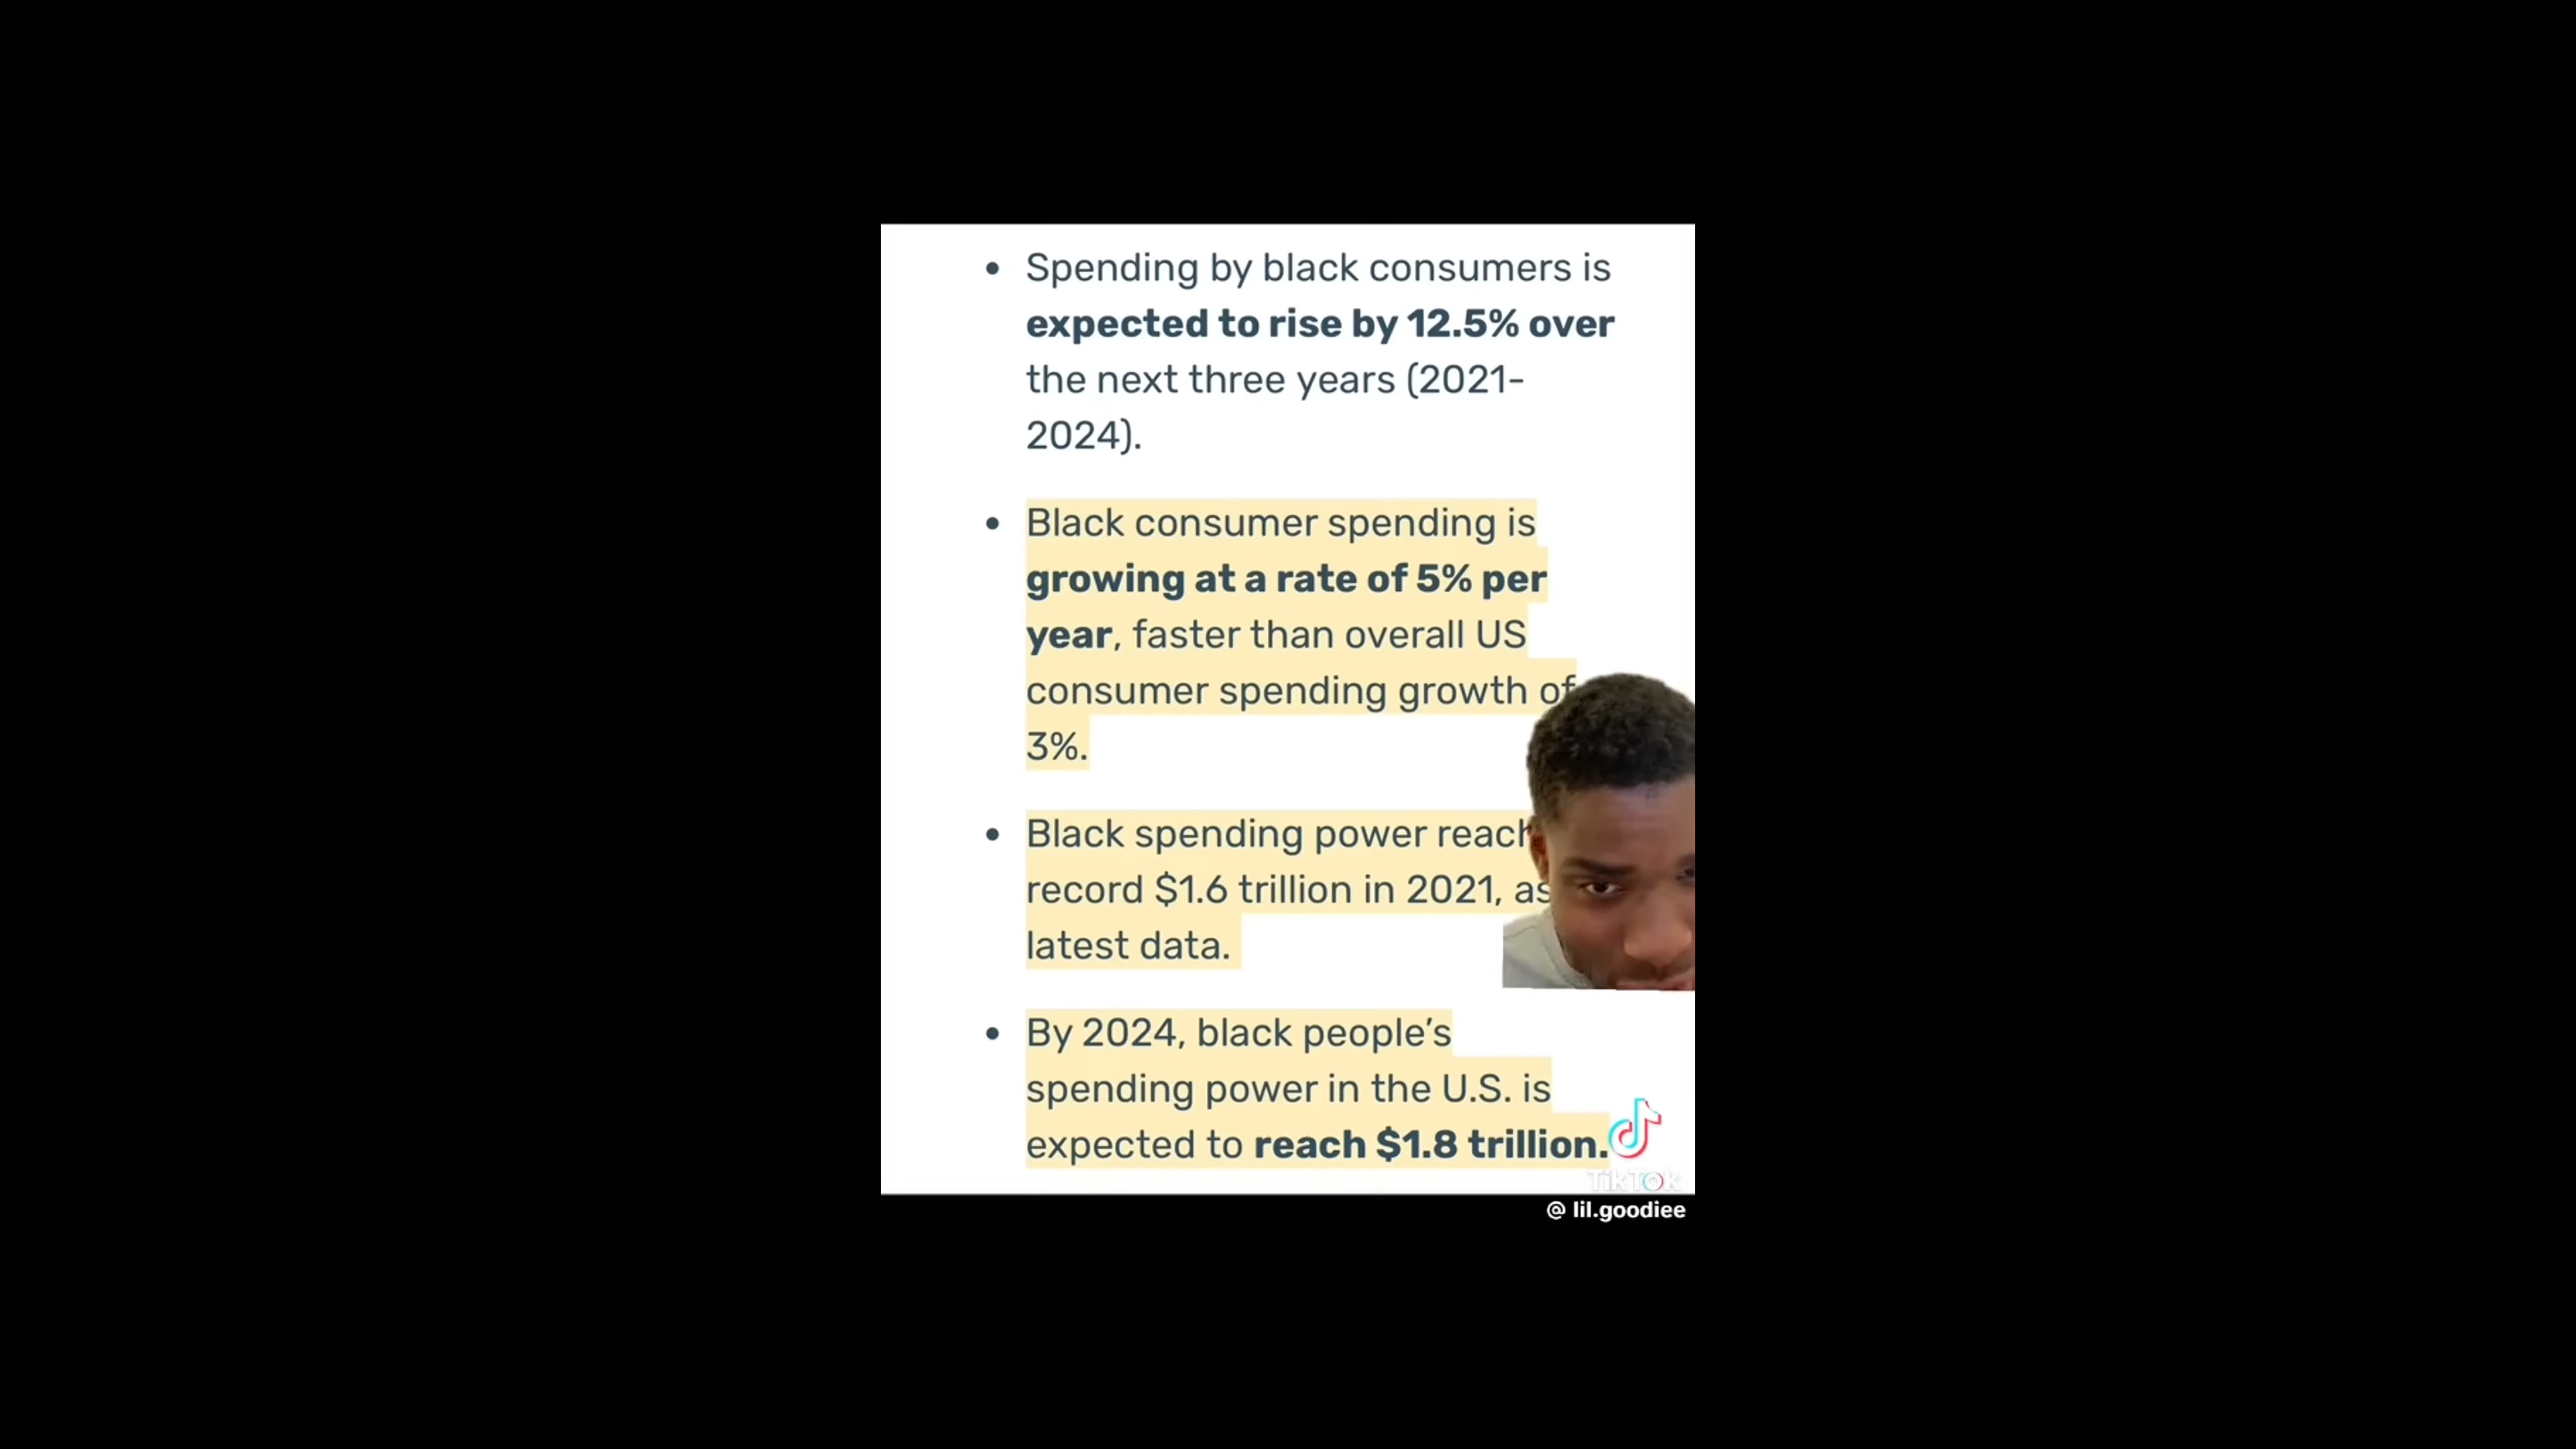 • Spending by black consumers is
expected to rise by 12.5% over
the next three years (2021-
2024).
• Black consumer spending is
growing at a rate of 5% per
year, faster than overall US
consumer spending growth of
3%.
• Black spending power
record $1.6 trillion in 2021, as
latest data.
• By 2024, black people’s
spending power in the U.S. is
expected to reach $1.8 trillion.
TikTok
@ lil.goodiee